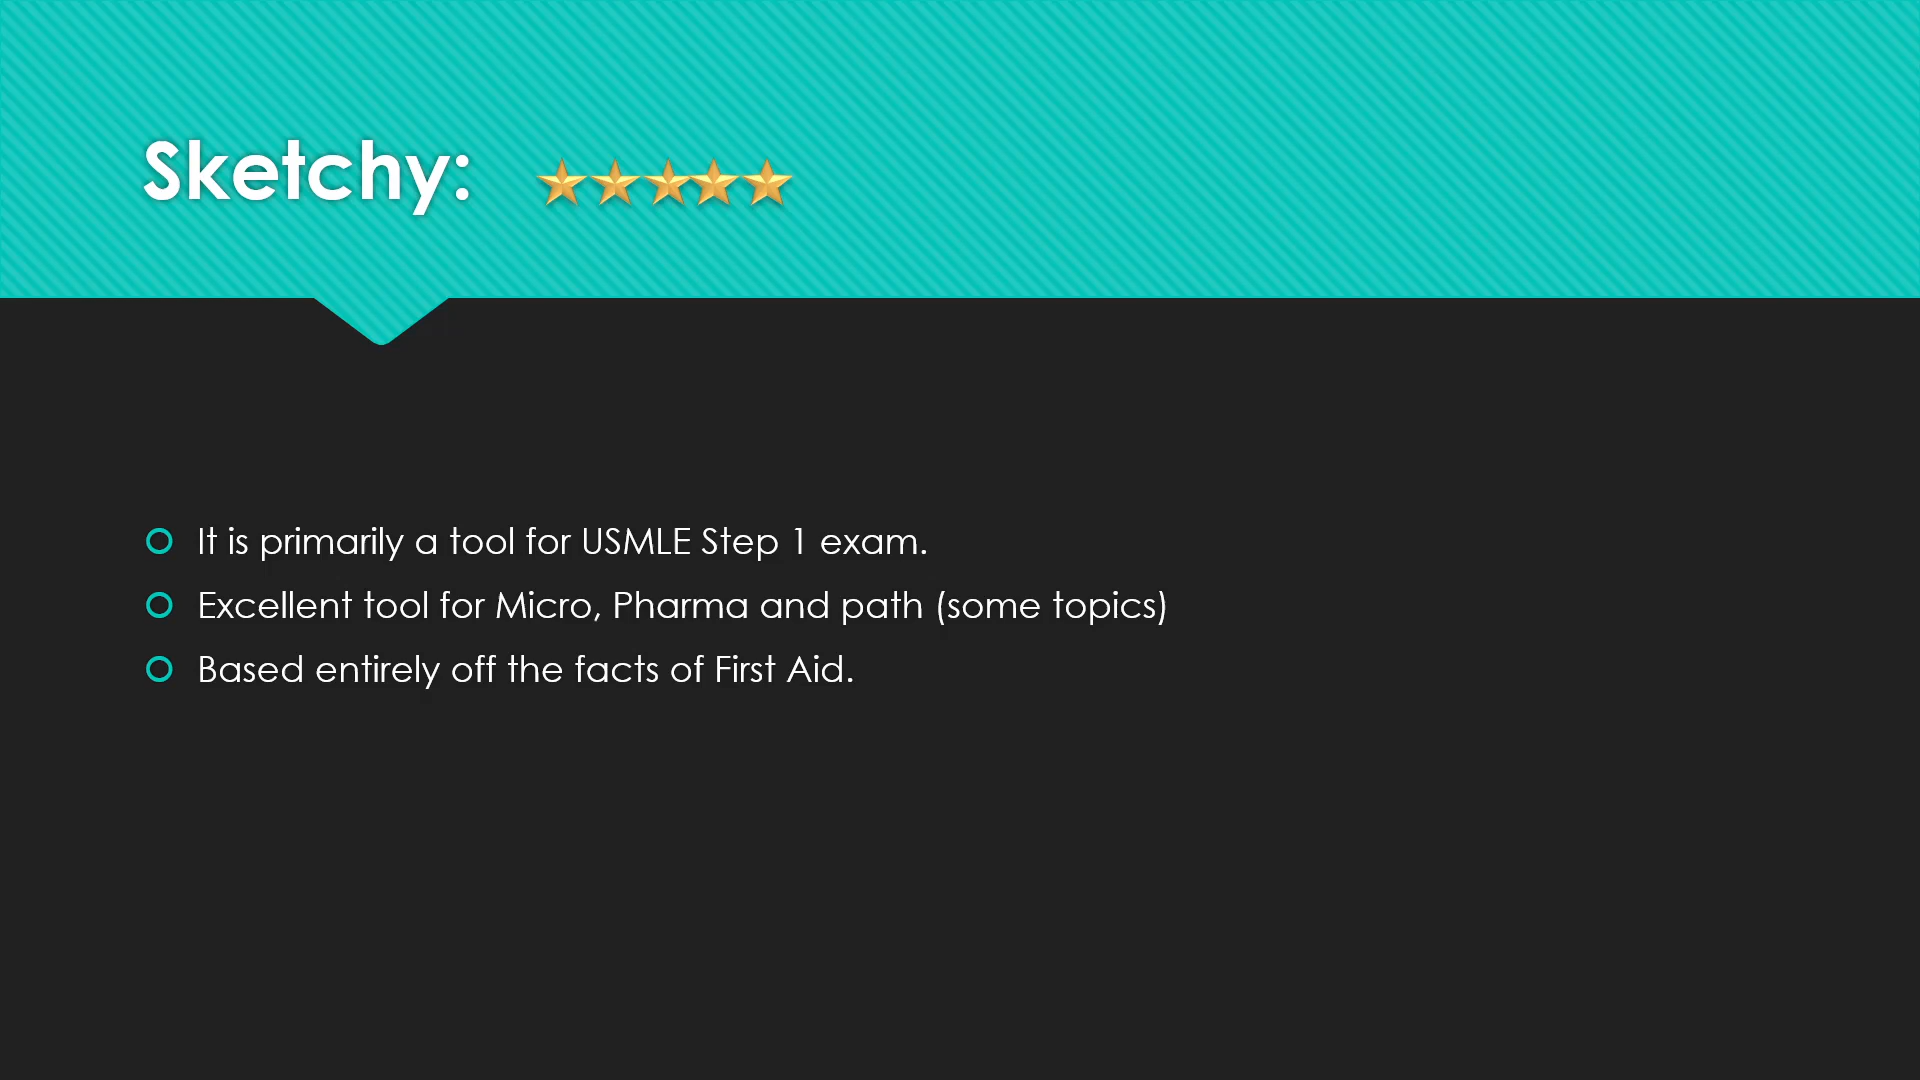 Sketchy:
It is primarily a tool for USMLE Step 1 exam.
Excellent tool for Micro, Pharma and path (some topics)
Based entirely off the facts of First Aid.